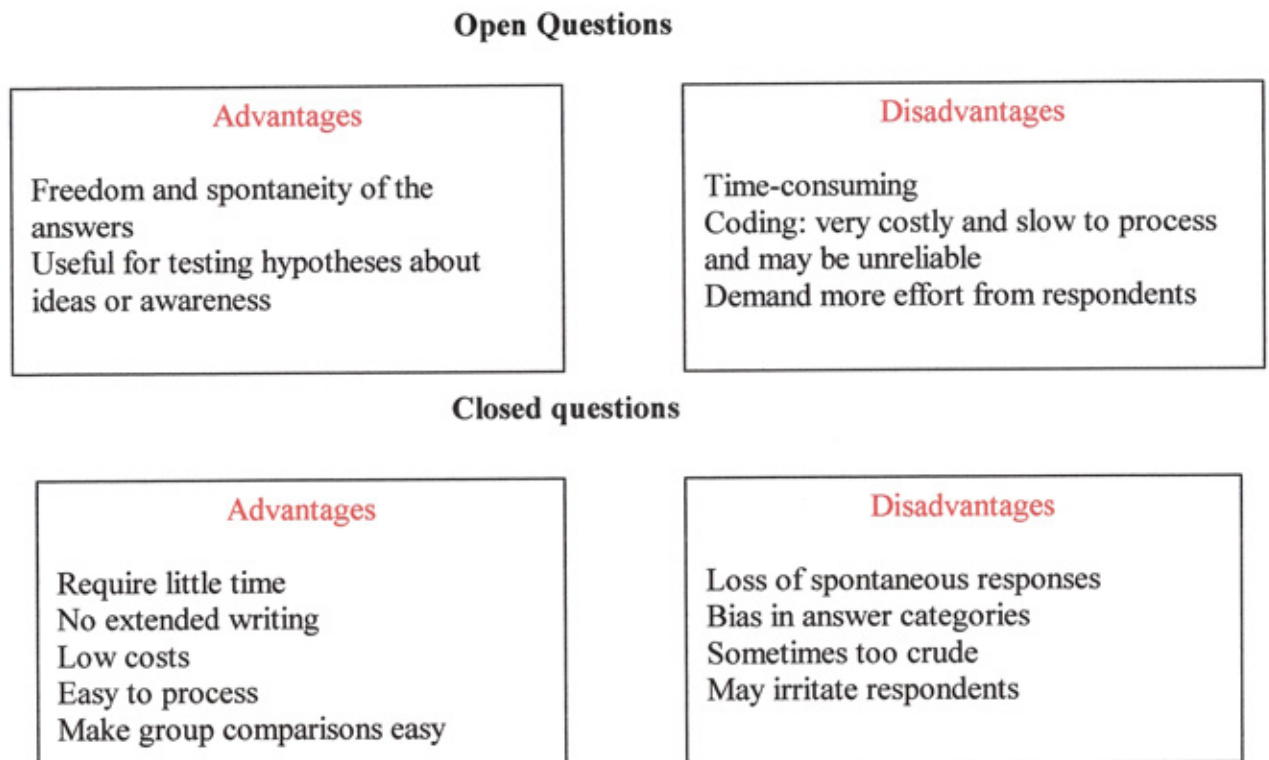 Open Questions
Advantages
Freedom and spontaneity of the
answers
Useful for testing hypotheses about
ideas or awareness
Disadvantages
Time-consuming
Coding: very costly and slow to process
and may be unreliable
Demand more effort from respondents
Closed questions
Advantages
Require little time
No extended writing
Low costs
Easy to process
Make group comparisons easy
Disadvantages
Loss of spontaneous responses
Bias in answer categories
Sometimes too crude
May irritate respondents